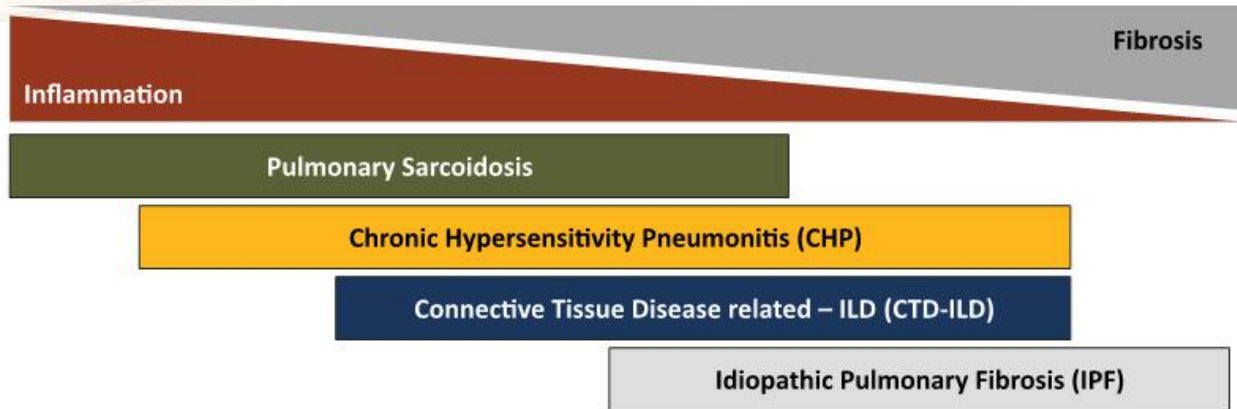 Fibrosis
Inflammation
Pulmonary Sarcoidosis
Chronic Hypersensitivity Pneumonitis (CHP)
Connective Tissue Disease related – ILD (CTD-ILD)
Idiopathic Pulmonary Fibrosis (IPF)